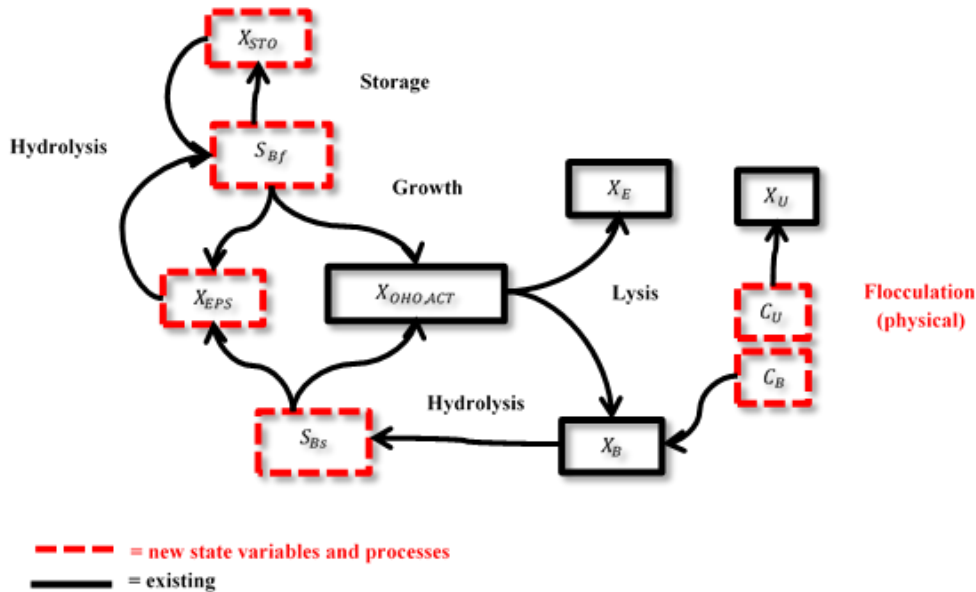 X_STO
Storage
Hydrolysis
S_Bf
Growth
X_E
X_U
X_EPS
X_OHO,ACT
Lysis
C_U
Flocculation
(physical)
C_B
Hydrolysis
S_Bs
X_B
= new state variables and processes
= existing